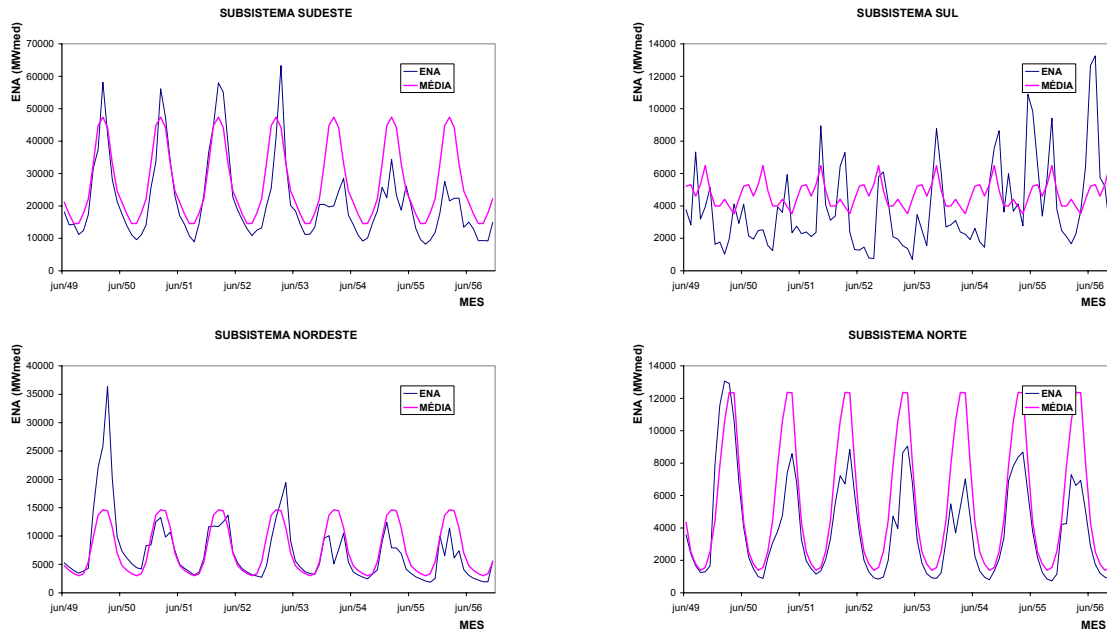 SUBSISTEMA SUDESTE
ENA (MWmed)
70000
60000
50000
40000
30000
20000
10000
0
ENA
MÉDIA
jun/49 jun/50 jun/51 jun/52 jun/53 jun/54 jun/55 jun/56
MES
SUBSISTEMA SUL
ENA (MWmed)
14000
12000
10000
8000
6000
4000
2000
0
ENA
MÉDIA
jun/49 jun/50 jun/51 jun/52 jun/53 jun/54 jun/55 jun/56
MES
SUBSISTEMA NORDESTE
ENA (MWmed)
40000
35000
30000
25000
20000
15000
10000
5000
0
ENA
MÉDIA
jun/49 jun/50 jun/51 jun/52 jun/53 jun/54 jun/55 jun/56
MES
SUBSISTEMA NORTE
ENA (MWmed)
14000
12000
10000
8000
6000
4000
2000
0
ENA
MÉDIA
jun/49 jun/50 jun/51 jun/52 jun/53 jun/54 jun/55 jun/56
MES